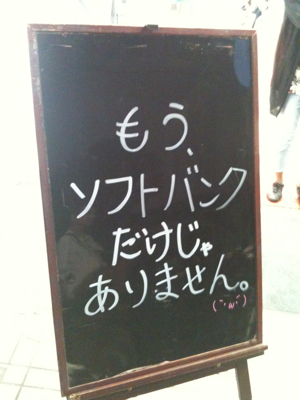 もう、
ソフトバンク
だけじゃ
ありません。
(´･ω･`)